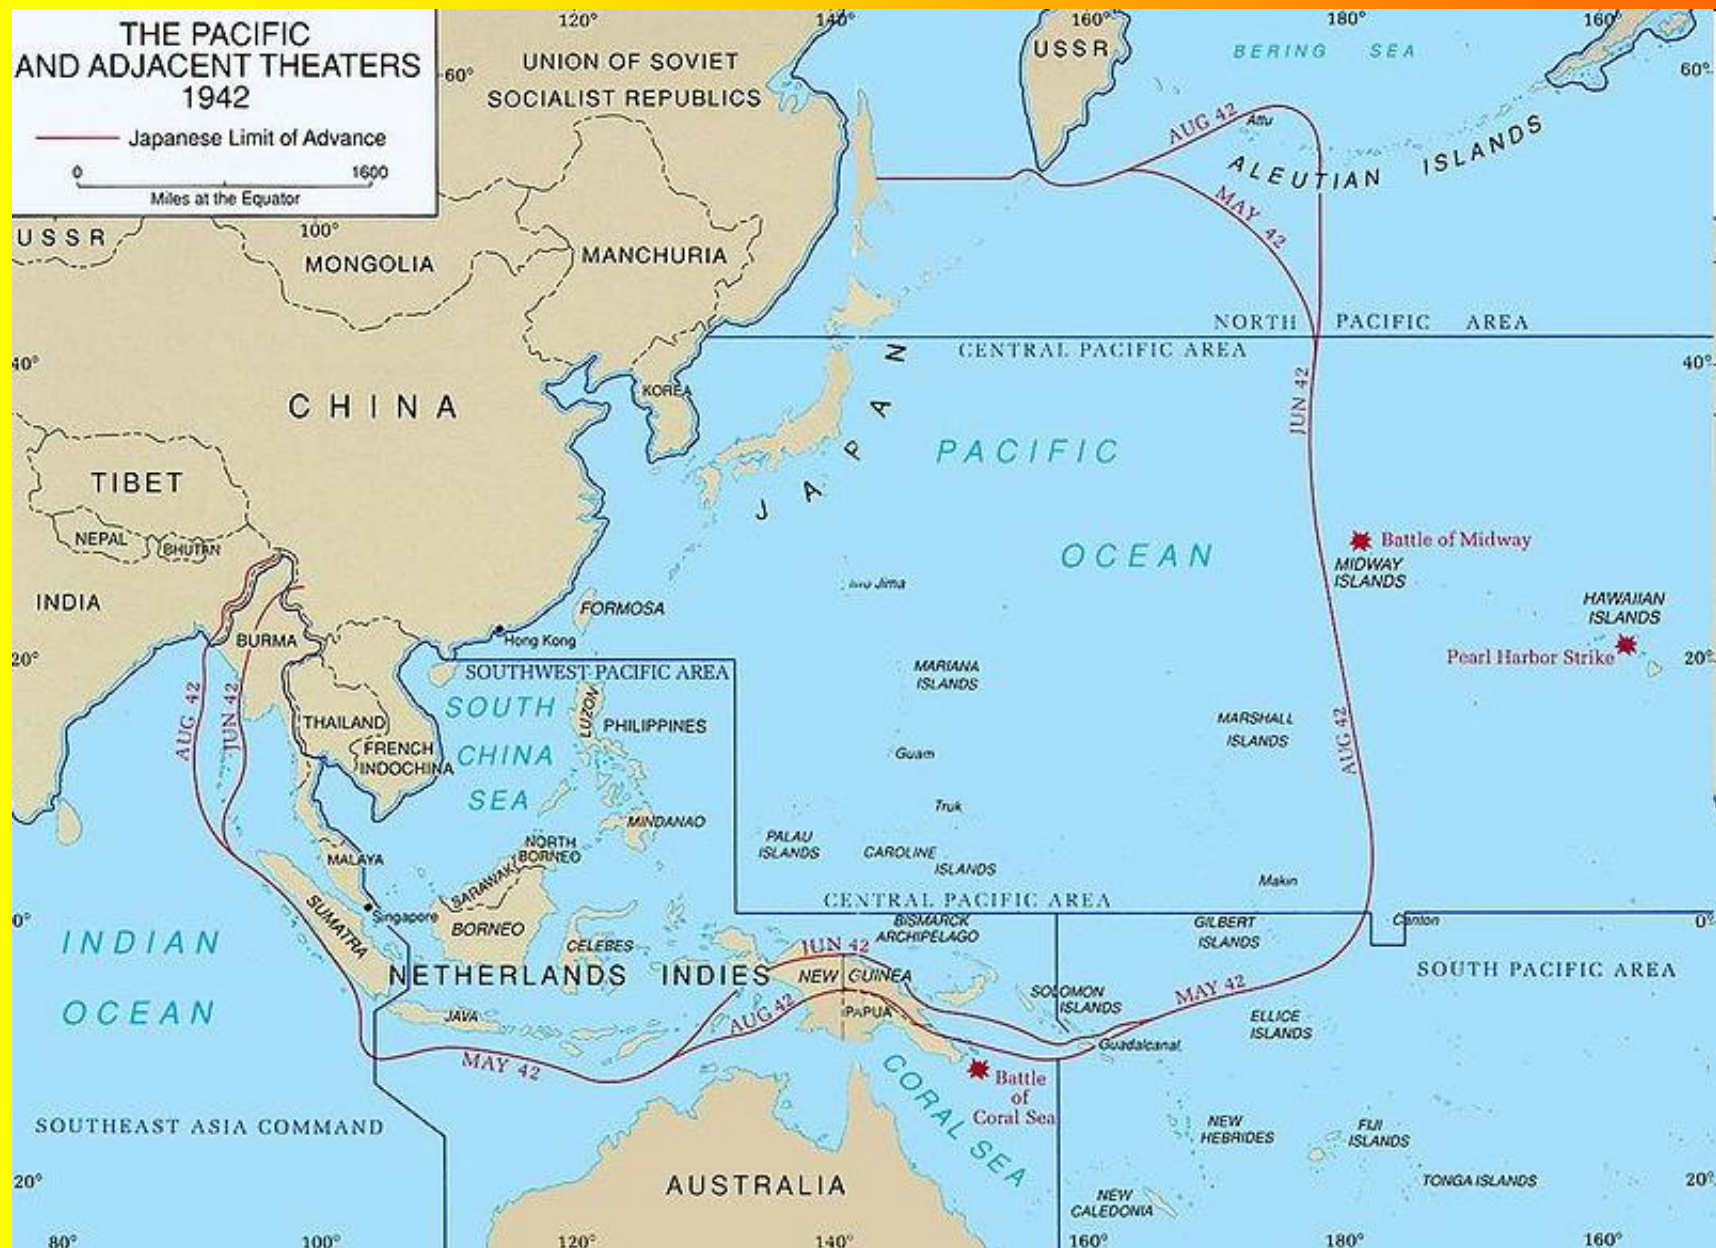 THE PACIFIC
AND ADJACENT THEATERS
1942
Japanese Limit of Advance
0 1600
Miles at the Equator
120° 140° 160° 180° 160°
60°
UNION OF SOVIET
SOCIALIST REPUBLICS
USSR
BERING SEA
60°
AUG 42
Attu
ALEUTIAN ISLANDS
MAY 42
USSR
100°
MONGOLIA
MANCHURIA
NORTH PACIFIC AREA
CENTRAL PACIFIC AREA
40°
40°
JAPAN
KOREA
CHINA
JUN 42
PACIFIC
OCEAN
TIBET
NEPAL
BHUTAN
INDIA
Battle of Midway
MIDWAY
ISLANDS
Jima
HAWAIIAN
ISLANDS
Pearl Harbor Strike
FORMOSA
BURMA
Hong Kong
20°
20°
SOUTHWEST PACIFIC AREA
MARIANA
ISLANDS
AUG 42
JUN 42
SOUTH
CHINA
SEA
LUZON
PHILIPPINES
THAILAND
FRENCH
INDOCHINA
MARSHALL
ISLANDS
AUG 42
Guam
Truk
MINDANAO
PALAU
ISLANDS
CAROLINE
ISLANDS
NORTH
BORNEO
MALAYA
SARAWAK
Makin
CENTRAL PACIFIC AREA
SUMATRA
Singapore
BORNEO
CELEBES
BISMARCK
ARCHIPELAGO
GILBERT
ISLANDS
Canton
0°
0°
INDIAN
OCEAN
JUN 42
NETHERLANDS INDIES
NEW GUINEA
SOUTH PACIFIC AREA
MAY 42
SOLOMON
ISLANDS
JAVA
AUG 42
PAPUA
ELLICE
ISLANDS
Guadalcanal
MAY 42
CORAL SEA
Battle
of
Coral Sea
SOUTHEAST ASIA COMMAND
NEW
HEBRIDES
FIJI
ISLANDS
AUSTRALIA
20°
20°
TONGA ISLANDS
NEW
CALEDONIA
80° 100° 120° 140° 160° 180° 160°